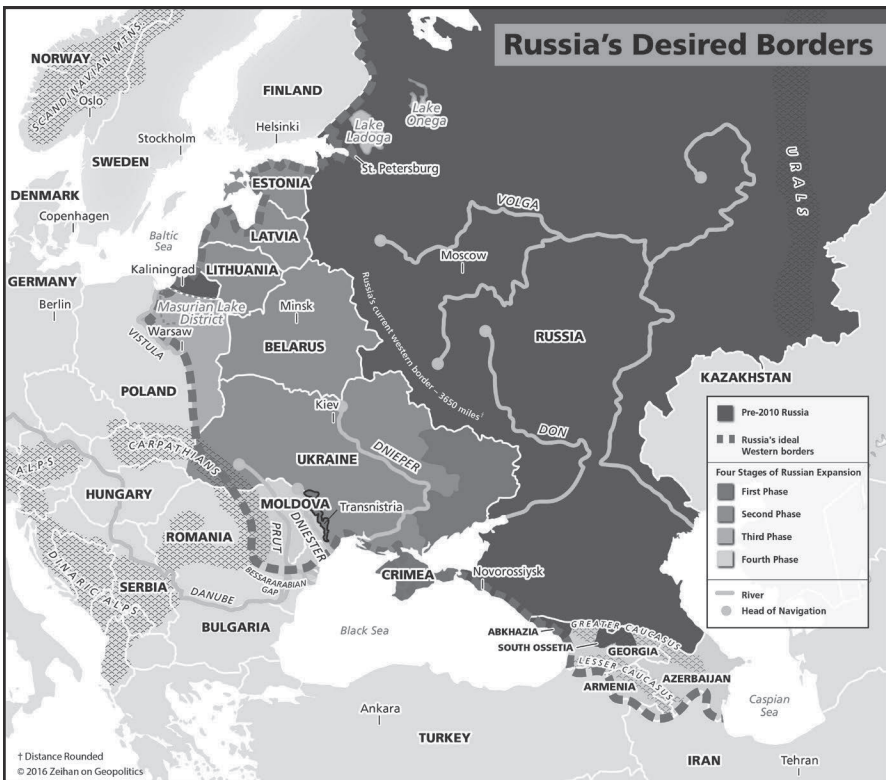 Russia's Desired Borders
NORWAY
SCANDINAVIAN MTNS.
Oslo
FINLAND
Lake
Onega
Lake
Ladoga
Stockholm
Helsinki
St. Petersburg
SWEDEN
URALS
ESTONIA
DENMARK
Copenhagen
VOLGA
Baltic
Sea
LATVIA
Moscow
Kaliningrad
LITHUANIA
GERMANY
Berlin
Masurian Lake
District
Minsk
Russia's current western border – 3650 miles†
Warsaw
VISTULA
BELARUS
RUSSIA
POLAND
KAZAKHSTAN
Kiev
DON
CARPATHIANS
DNIEPER
ALPS
UKRAINE
HUNGARY
MOLDOVA
Transnistria
ROMANIA
PRUT
DNIESTER
DINARIC ALPS
SERBIA
DANUBE
BESSARARABIAN
GAP
CRIMEA
Novorossiysk
BULGARIA
Black Sea
ABKHAZIA
GREATER CAUCASUS
SOUTH OSSETIA
GEORGIA
LESSER CAUCASUS
AZERBAIJAN
ARMENIA
Caspian
Sea
Ankara
TURKEY
IRAN
Tehran
Pre-2010 Russia
Russia's ideal
Western borders
Four Stages of Russian Expansion
First Phase
Second Phase
Third Phase
Fourth Phase
River
Head of Navigation
† Distance Rounded
© 2016 Zeihan on Geopolitics